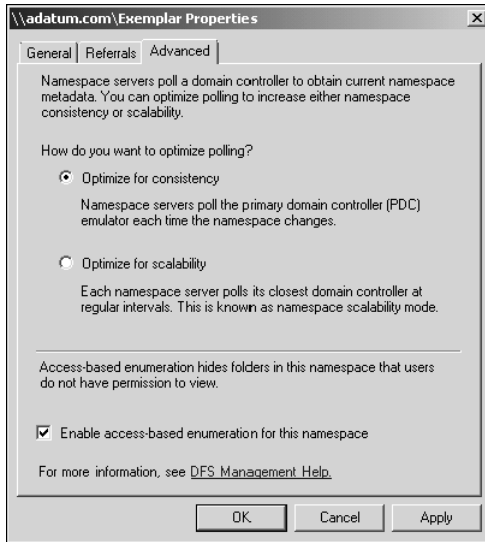 \\adatum.com\Exemplar Properties
General
Referrals
Advanced
Namespace servers poll a domain controller to obtain current namespace
metadata. You can optimize polling to increase either namespace
consistency or scalability.
How do you want to optimize polling?
Optimize for consistency
Namespace servers poll the primary domain controller (PDC)
emulator each time the namespace changes.
Optimize for scalability
Each namespace server polls its closest domain controller at
regular intervals. This is known as namespace scalability mode.
Access-based enumeration hides folders in this namespace that users
do not have permission to view.
Enable access-based enumeration for this namespace
For more information, see DFS Management Help.
OK
Cancel
Apply